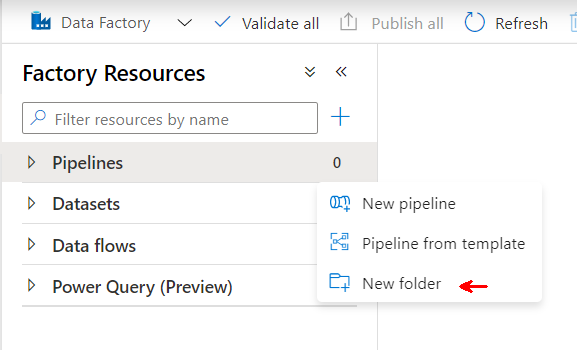 Data Factory
Validate all
Publish all
Refresh
Factory Resources
Filter resources by name
Pipelines 0
Datasets
Data flows
Power Query (Preview)
New pipeline
Pipeline from template
New folder